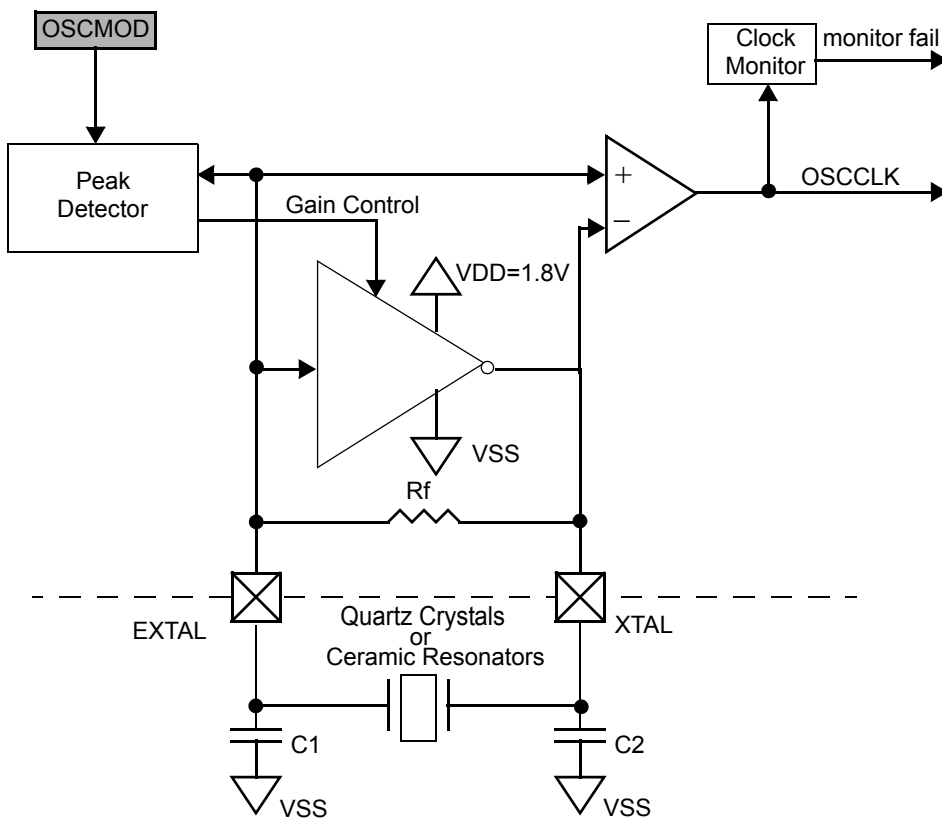 OSCMOD
Clock
Monitor
monitor fail
Peak
Detector
+
OSCCLK
Gain Control
−
VDD=1.8V
VSS
Rf
EXTAL
Quartz Crystals
or
Ceramic Resonators
XTAL
C1
C2
VSS
VSS